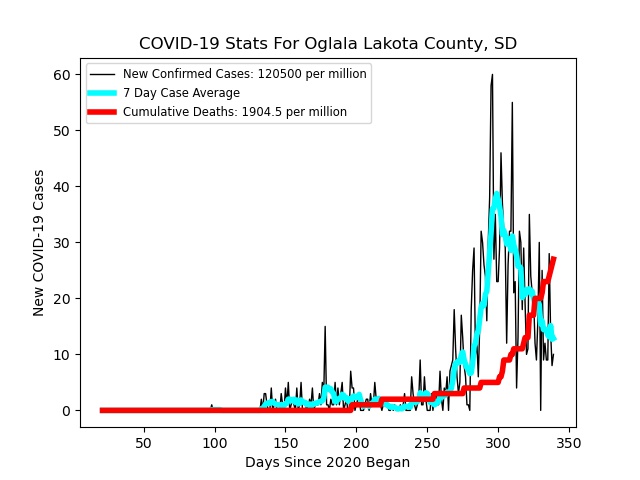 COVID-19 Stats For Oglala Lakota County, SD
New Confirmed Cases: 120500 per million
7 Day Case Average
Cumulative Deaths: 1904.5 per million
New COVID-19 Cases
60
50
40
30
20
10
0
50 100 150 200 250 300 350
Days Since 2020 Began